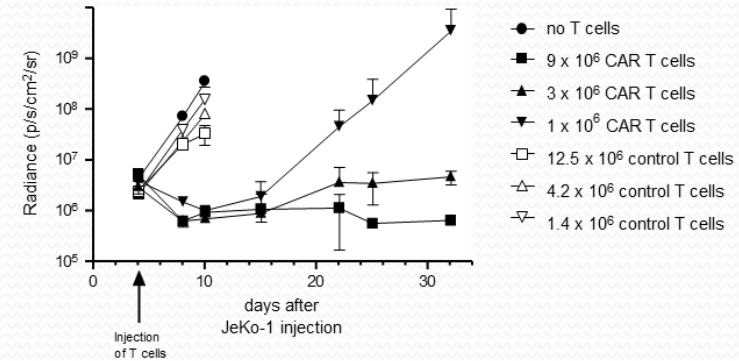 Radiance (p/s/cm²/sr)
10⁹
10⁸
10⁷
10⁶
10⁵
0
10
20
30
days after
JeKo-1 injection
Injection
of T cells
no T cells
9 x 10⁶ CAR T cells
3 x 10⁶ CAR T cells
1 x 10⁶ CAR T cells
12.5 x 10⁶ control T cells
4.2 x 10⁶ control T cells
1.4 x 10⁶ control T cells